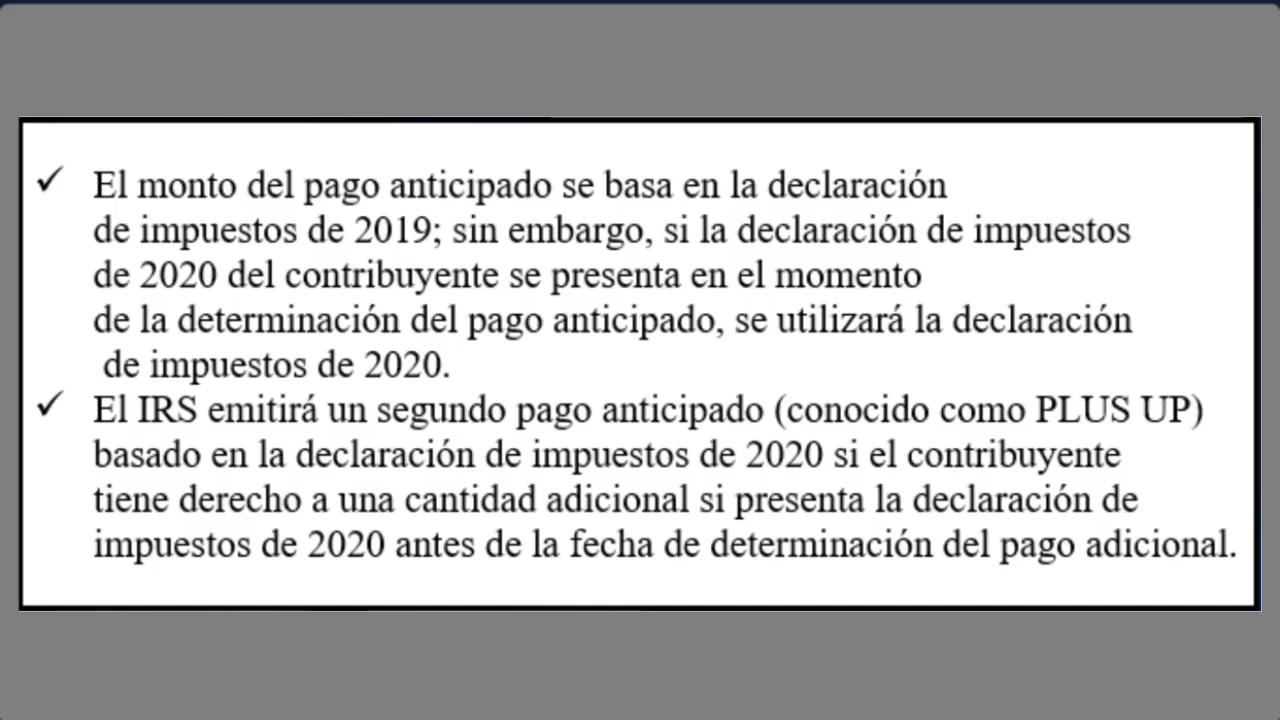 ✓ El monto del pago anticipado se basa en la declaración
de impuestos de 2019; sin embargo, si la declaración de impuestos
de 2020 del contribuyente se presenta en el momento
de la determinación del pago anticipado, se utilizará la declaración
de impuestos de 2020.
✓ El IRS emitirá un segundo pago anticipado (conocido como PLUS UP)
basado en la declaración de impuestos de 2020 si el contribuyente
tiene derecho a una cantidad adicional si presenta la declaración de
impuestos de 2020 antes de la fecha de determinación del pago adicional.